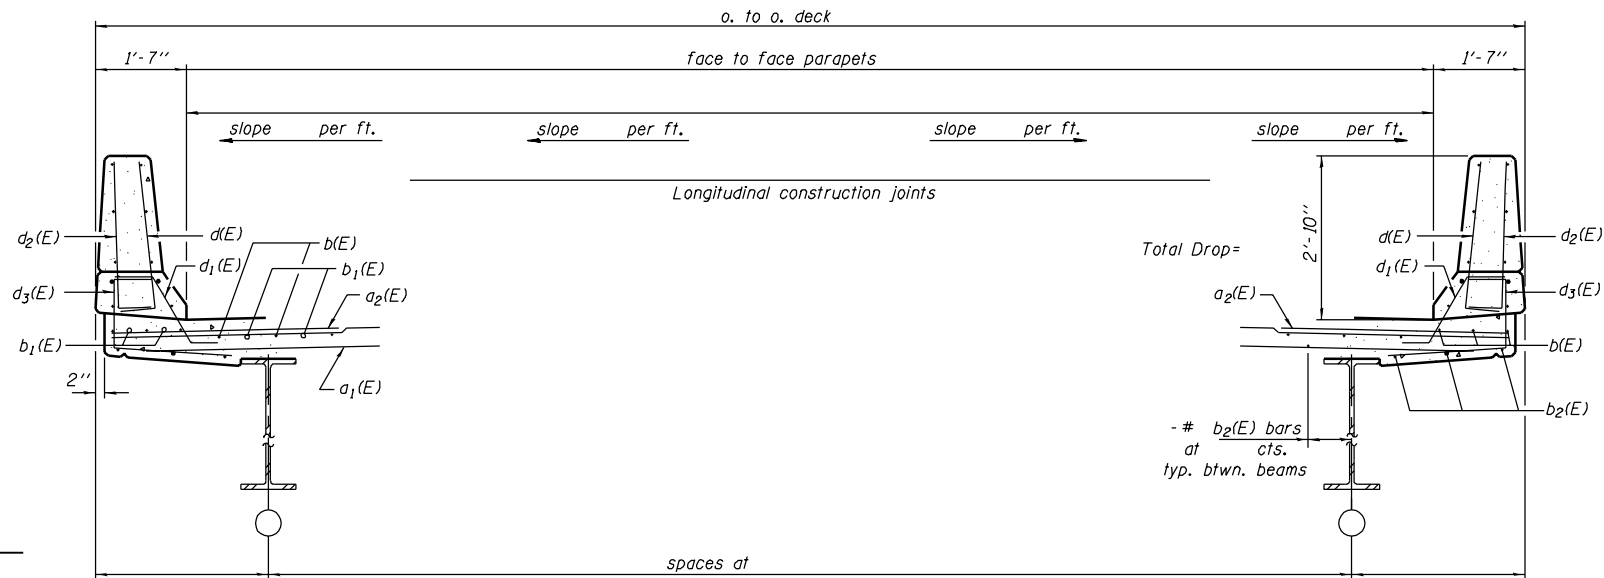 o. to o. deck
1'-7"
face to face parapets
1'-7"
slope per ft.
slope per ft.
slope per ft.
slope per ft.
Longitudinal construction joints
d2(E)
d(E)
b(E)
d1(E)
b1(E)
d3(E)
a2(E)
b1(E)
2"
a1(E)
Total Drop=
2'-10"
d(E)
d2(E)
d1(E)
a2(E)
d3(E)
b(E)
b2(E)
- # b2(E) bars
at cts.
typ. btwn. beams
spaces at